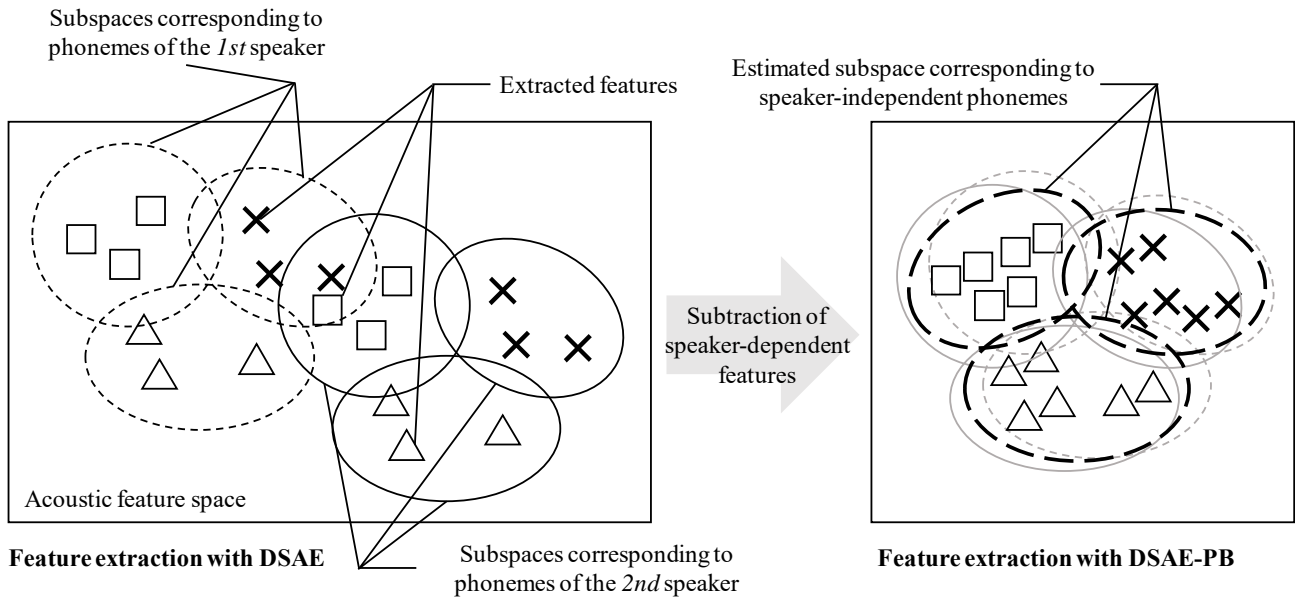 Subspaces corresponding to
phonemes of the 1st speaker
Extracted features
Estimated subspace corresponding to
speaker-independent phonemes
Subtraction of
speaker-dependent
features
Acoustic feature space
Feature extraction with DSAE
Subspaces corresponding to
phonemes of the 2nd speaker
Feature extraction with DSAE-PB